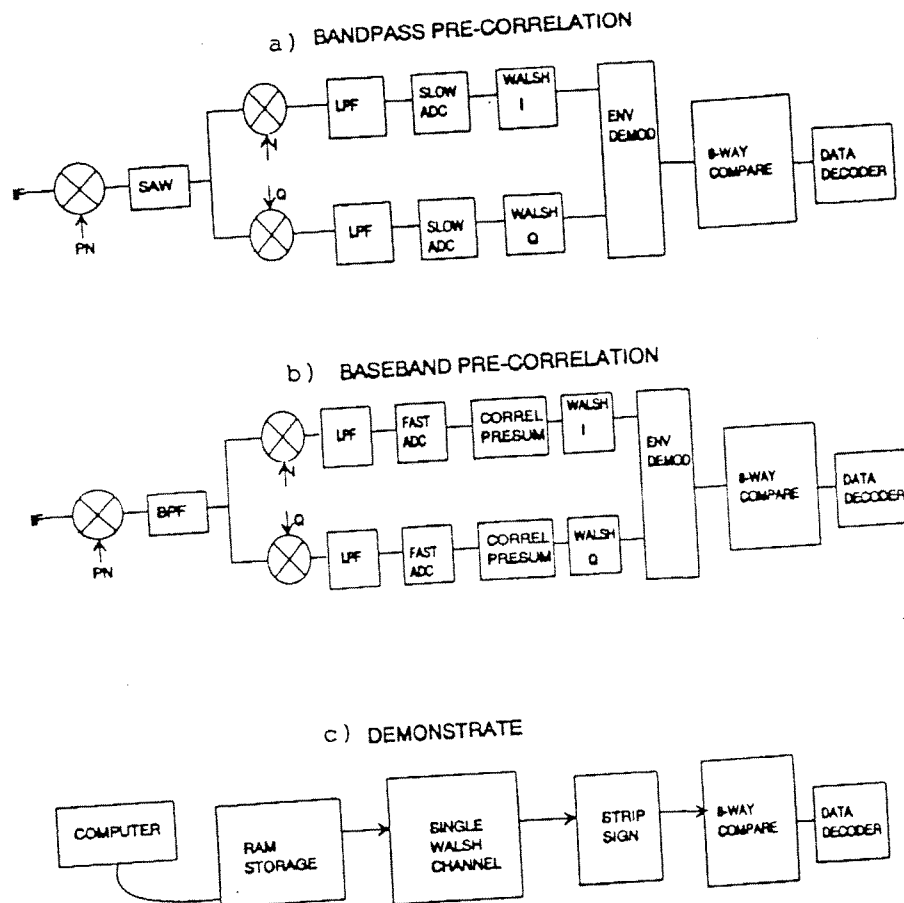 a) BANDPASS PRE-CORRELATION
IF
PN
SAW
I
Q
LPF
SLOW
ADC
WALSH
I
LPF
SLOW
ADC
WALSH
Q
ENV
DEMOD
8-WAY
COMPARE
DATA
DECODER
b) BASEBAND PRE-CORRELATION
IF
PN
BPF
I
Q
LPF
FAST
ADC
CORREL
PRESUM
WALSH
I
LPF
FAST
ADC
CORREL
PRESUM
WALSH
Q
ENV
DEMOD
8-WAY
COMPARE
DATA
DECODER
c) DEMONSTRATE
COMPUTER
RAM
STORAGE
SINGLE
WALSH
CHANNEL
STRIP
SIGN
8-WAY
COMPARE
DATA
DECODER